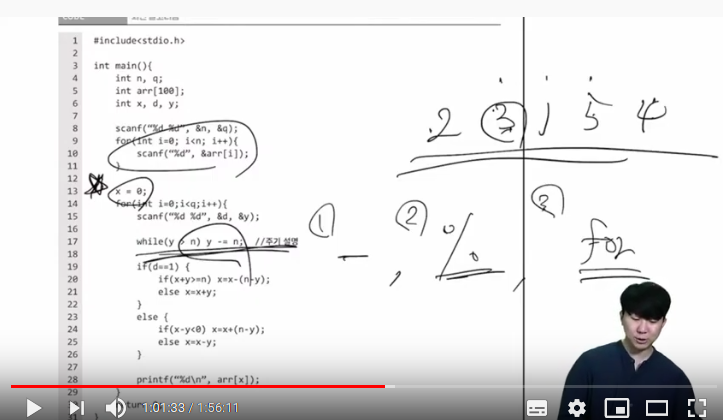 CODE
1 #include<stdio.h>
2
3 int main(){
4 int n, q;
5 int arr[100];
6 int x, d, y;
7
8 scanf("%d %d", &n, &q);
9 for(int i=0; i<n; i++){
10 scanf("%d", &arr[i]);
11 }
12
13 x = 0;
14 for(int i=0;i<q;i++){
15 scanf("%d %d", &d, &y);
16
17 while(y > n) y -= n; //주기 설명
18
19 if(d==1) {
20 if(x+y>=n) x=x-(n-y);
21 else x=x+y;
22 }
23 else {
24 if(x-y<0) x=x+(n-y);
25 else x=x-y;
26 }
27
28 printf("%d\n", arr[x]);
29 }
2 3 1 5 4
① - , ② % , ③ for
1:01:33 / 1:56:11